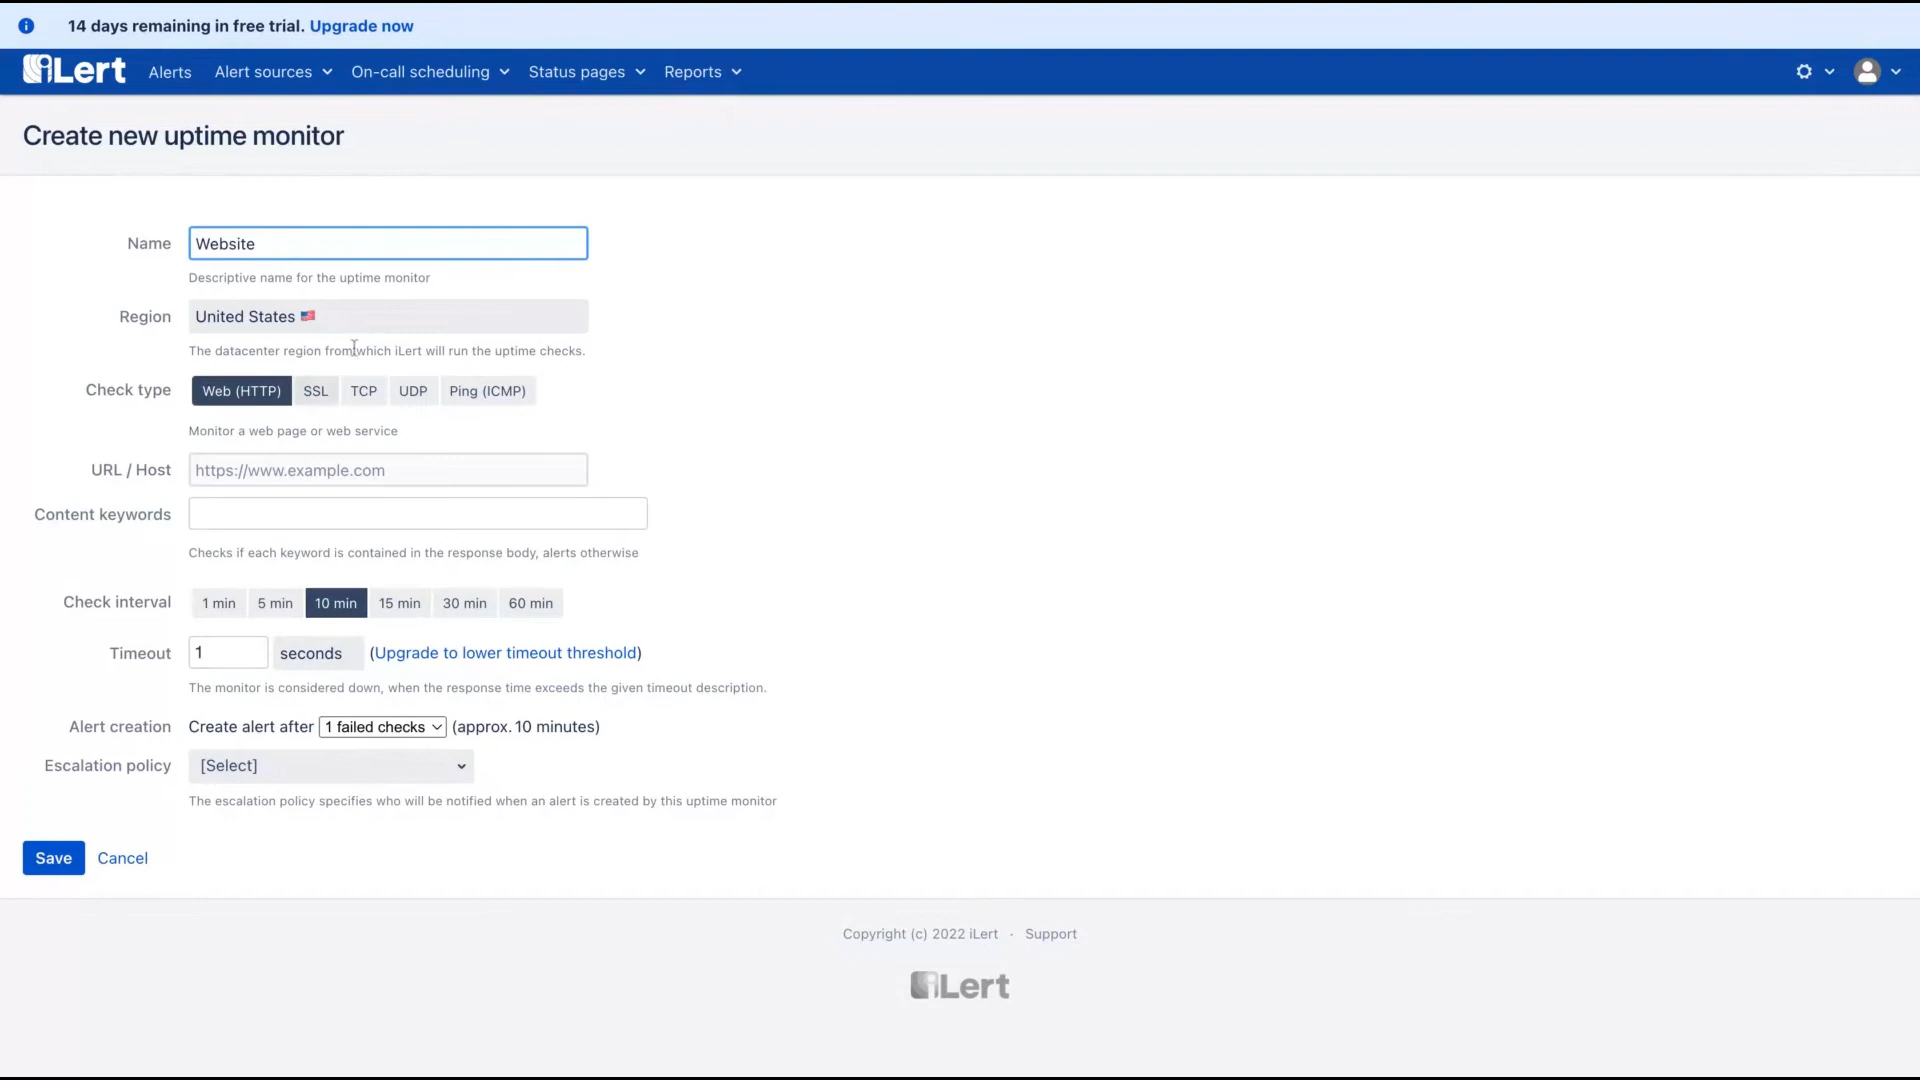 14 days remaining in free trial. Upgrade now
iLert Alerts Alert sources On-call scheduling Status pages Reports
Create new uptime monitor
Name Website
Descriptive name for the uptime monitor
Region United States
The datacenter region from which iLert will run the uptime checks.
Check type Web (HTTP) SSL TCP UDP Ping (ICMP)
Monitor a web page or web service
URL / Host https://www.example.com
Content keywords
Checks if each keyword is contained in the response body, alerts otherwise
Check interval 1 min 5 min 10 min 15 min 30 min 60 min
Timeout 1 seconds (Upgrade to lower timeout threshold)
The monitor is considered down, when the response time exceeds the given timeout description.
Alert creation Create alert after 1 failed checks (approx. 10 minutes)
Escalation policy [Select]
The escalation policy specifies who will be notified when an alert is created by this uptime monitor
Save Cancel
Copyright (c) 2022 iLert · Support
iLert